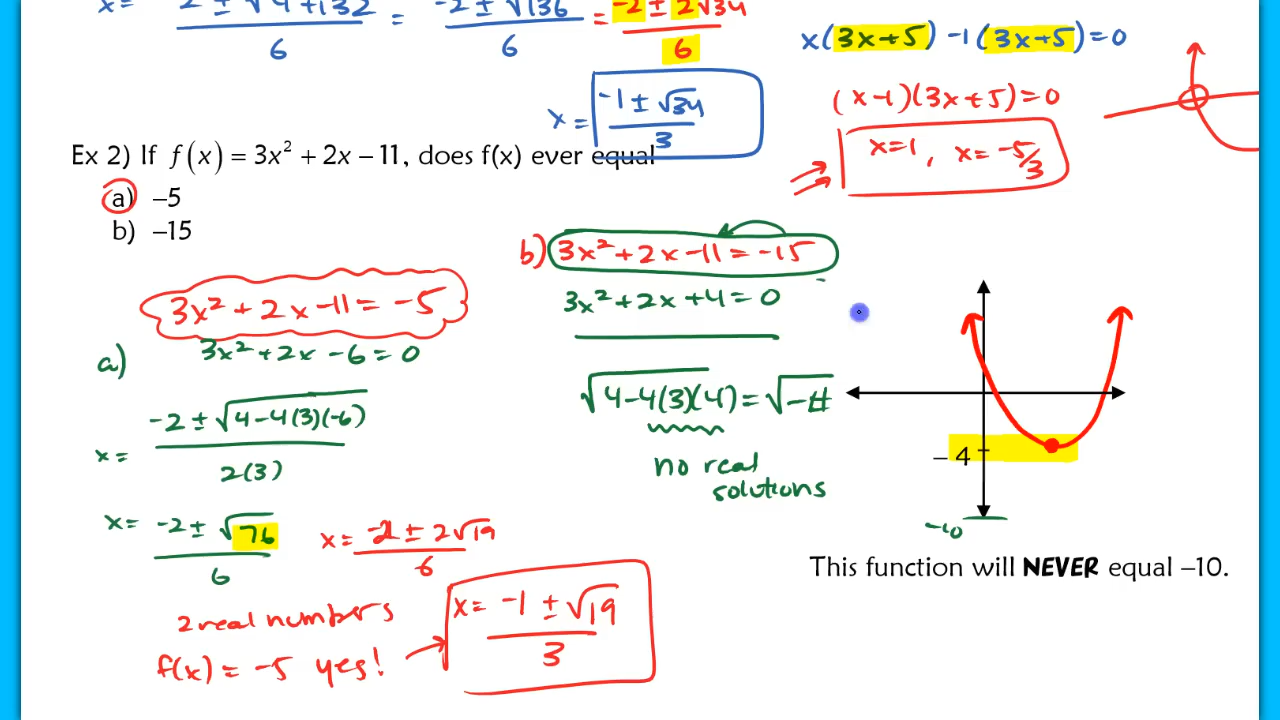 x = -2 ± √4+132 / 6 = -2 ± √136 / 6 = -2 ± 2√34 / 6
x(3x+5) -1(3x+5)=0
(x-1)(3x+5)=0
x=1, x= -5/3
x = -1 ± √34 / 3
Ex 2) If f(x) = 3x² + 2x – 11, does f(x) ever equal
a) –5
b) –15
3x² + 2x -11 = -5
a) 3x² + 2x - 6 = 0
x = -2 ± √4-4(3)(-6) / 2(3)
x = -2 ± √76 / 6
x = -2 ± 2√19 / 6
2 real numbers
f(x) = -5 yes!
x = -1 ± √19 / 3
b) 3x² + 2x -11 = -15
3x² + 2x + 4 = 0
√4-4(3)(4) = √-#
no real
solutions
– 4
-10
This function will NEVER equal –10.